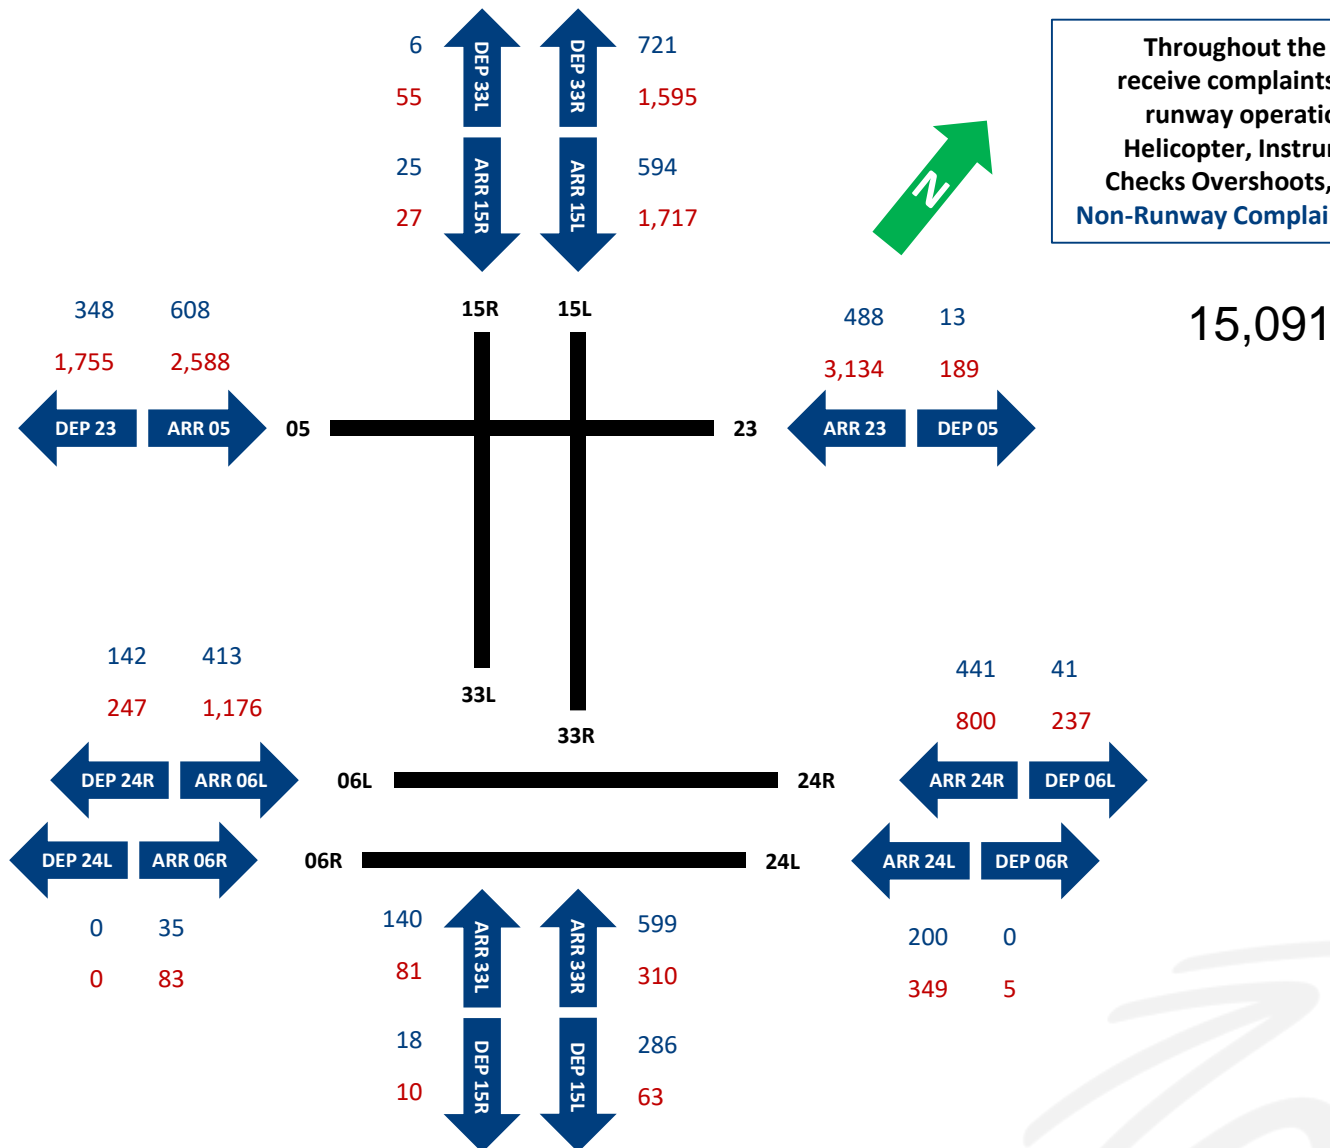 6
721
55
1,595
DEP 33L
DEP 33R
25
594
27
1,717
ARR 15R
ARR 15L
N
Throughout the
receive complaints
runway operatio
Helicopter, Instru
Checks Overshoots,
Non-Runway Complai
15,091
348 608
1,755 2,588
DEP 23 ARR 05
15R 15L
05
23
488 13
3,134 189
ARR 23 DEP 05
33L
33R
142 413
247 1,176
DEP 24R ARR 06L
06L
24R
441 41
800 237
ARR 24R DEP 06L
DEP 24L ARR 06R
06R
24L
ARR 24L DEP 06R
0 35
0 83
200 0
349 5
140
599
81
310
ARR 33L
ARR 33R
18
286
10
63
DEP 15R
DEP 15L